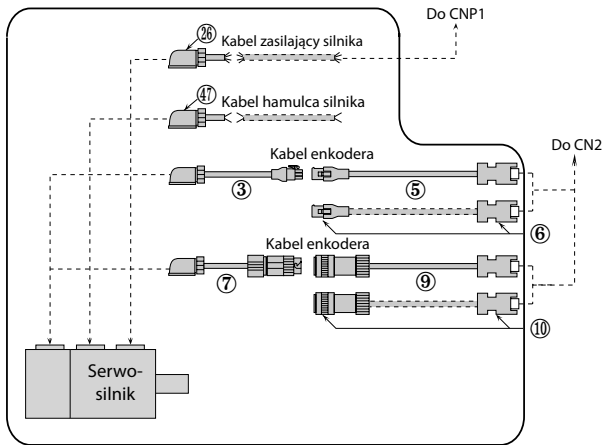 Do CNP1
㉖
Kabel zasilający silnika
㊼
Kabel hamulca silnika
Kabel enkodera
Do CN2
③
⑤
⑥
Kabel enkodera
⑦
⑨
⑩
Serwo-
silnik